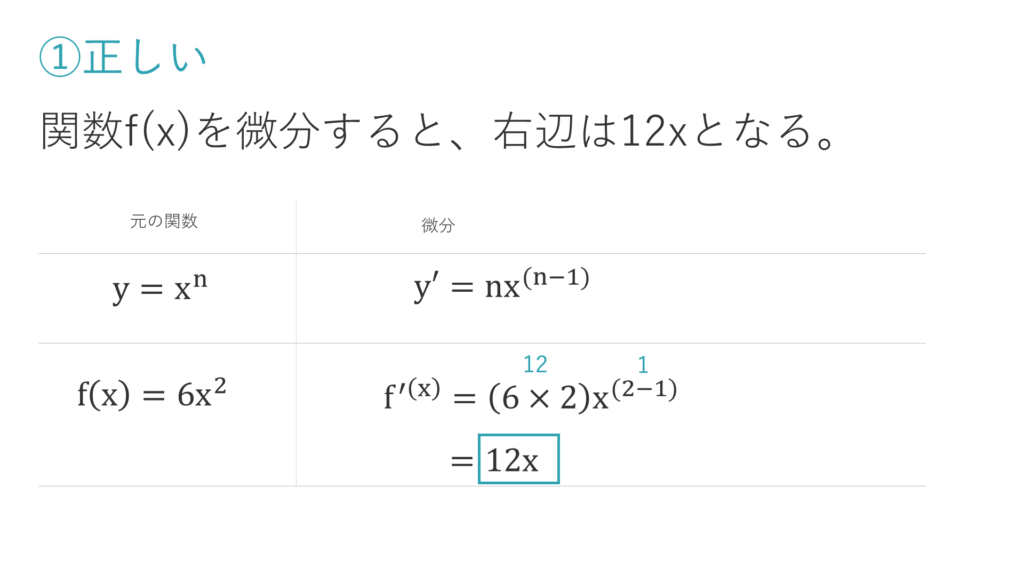 ①正しい
関数f(x)を微分すると、右辺は12xとなる。
元の関数 微分
y = xⁿ y′ = nx⁽ⁿ⁻¹⁾
12 1
f(x) = 6x² f′⁽ˣ⁾ = (6 × 2)x⁽²⁻¹⁾
= 12x